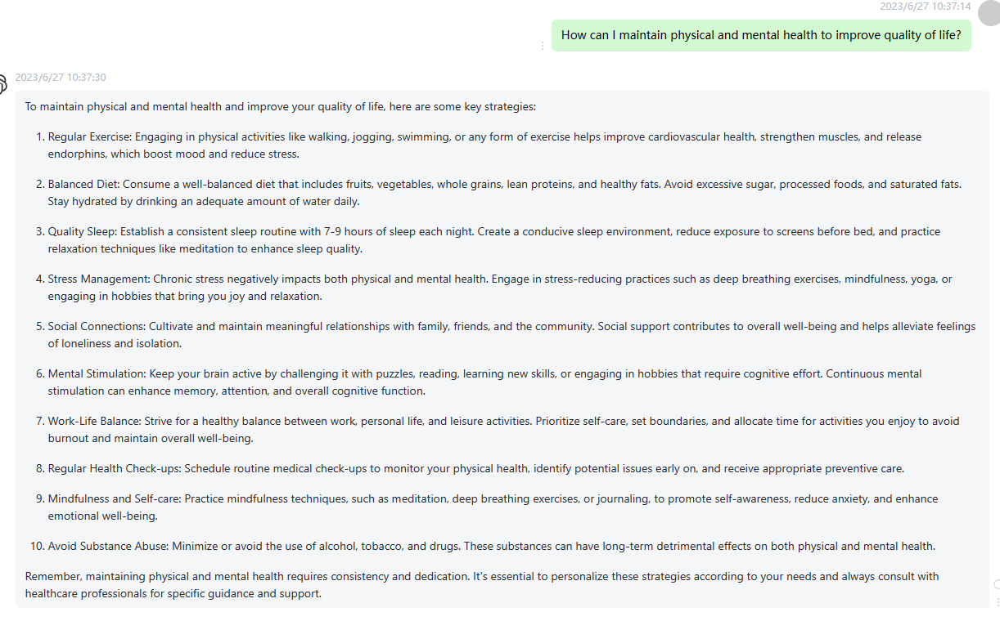 2023/6/27 10:37:14
How can I maintain physical and mental health to improve quality of life?
2023/6/27 10:37:30
To maintain physical and mental health and improve your quality of life, here are some key strategies:
1. Regular Exercise: Engaging in physical activities like walking, jogging, swimming, or any form of exercise helps improve cardiovascular health, strengthen muscles, and release
endorphins, which boost mood and reduce stress.
2. Balanced Diet: Consume a well-balanced diet that includes fruits, vegetables, whole grains, lean proteins, and healthy fats. Avoid excessive sugar, processed foods, and saturated fats.
Stay hydrated by drinking an adequate amount of water daily.
3. Quality Sleep: Establish a consistent sleep routine with 7-9 hours of sleep each night. Create a conducive sleep environment, reduce exposure to screens before bed, and practice
relaxation techniques like meditation to enhance sleep quality.
4. Stress Management: Chronic stress negatively impacts both physical and mental health. Engage in stress-reducing practices such as deep breathing exercises, mindfulness, yoga, or
engaging in hobbies that bring you joy and relaxation.
5. Social Connections: Cultivate and maintain meaningful relationships with family, friends, and the community. Social support contributes to overall well-being and helps alleviate feelings
of loneliness and isolation.
6. Mental Stimulation: Keep your brain active by challenging it with puzzles, reading, learning new skills, or engaging in hobbies that require cognitive effort. Continuous mental
stimulation can enhance memory, attention, and overall cognitive function.
7. Work-Life Balance: Strive for a healthy balance between work, personal life, and leisure activities. Prioritize self-care, set boundaries, and allocate time for activities you enjoy to avoid
burnout and maintain overall well-being.
8. Regular Health Check-ups: Schedule routine medical check-ups to monitor your physical health, identify potential issues early on, and receive appropriate preventive care.
9. Mindfulness and Self-care: Practice mindfulness techniques, such as meditation, deep breathing exercises, or journaling, to promote self-awareness, reduce anxiety, and enhance
emotional well-being.
10. Avoid Substance Abuse: Minimize or avoid the use of alcohol, tobacco, and drugs. These substances can have long-term detrimental effects on both physical and mental health.
Remember, maintaining physical and mental health requires consistency and dedication. It's essential to personalize these strategies according to your needs and always consult with
healthcare professionals for specific guidance and support.